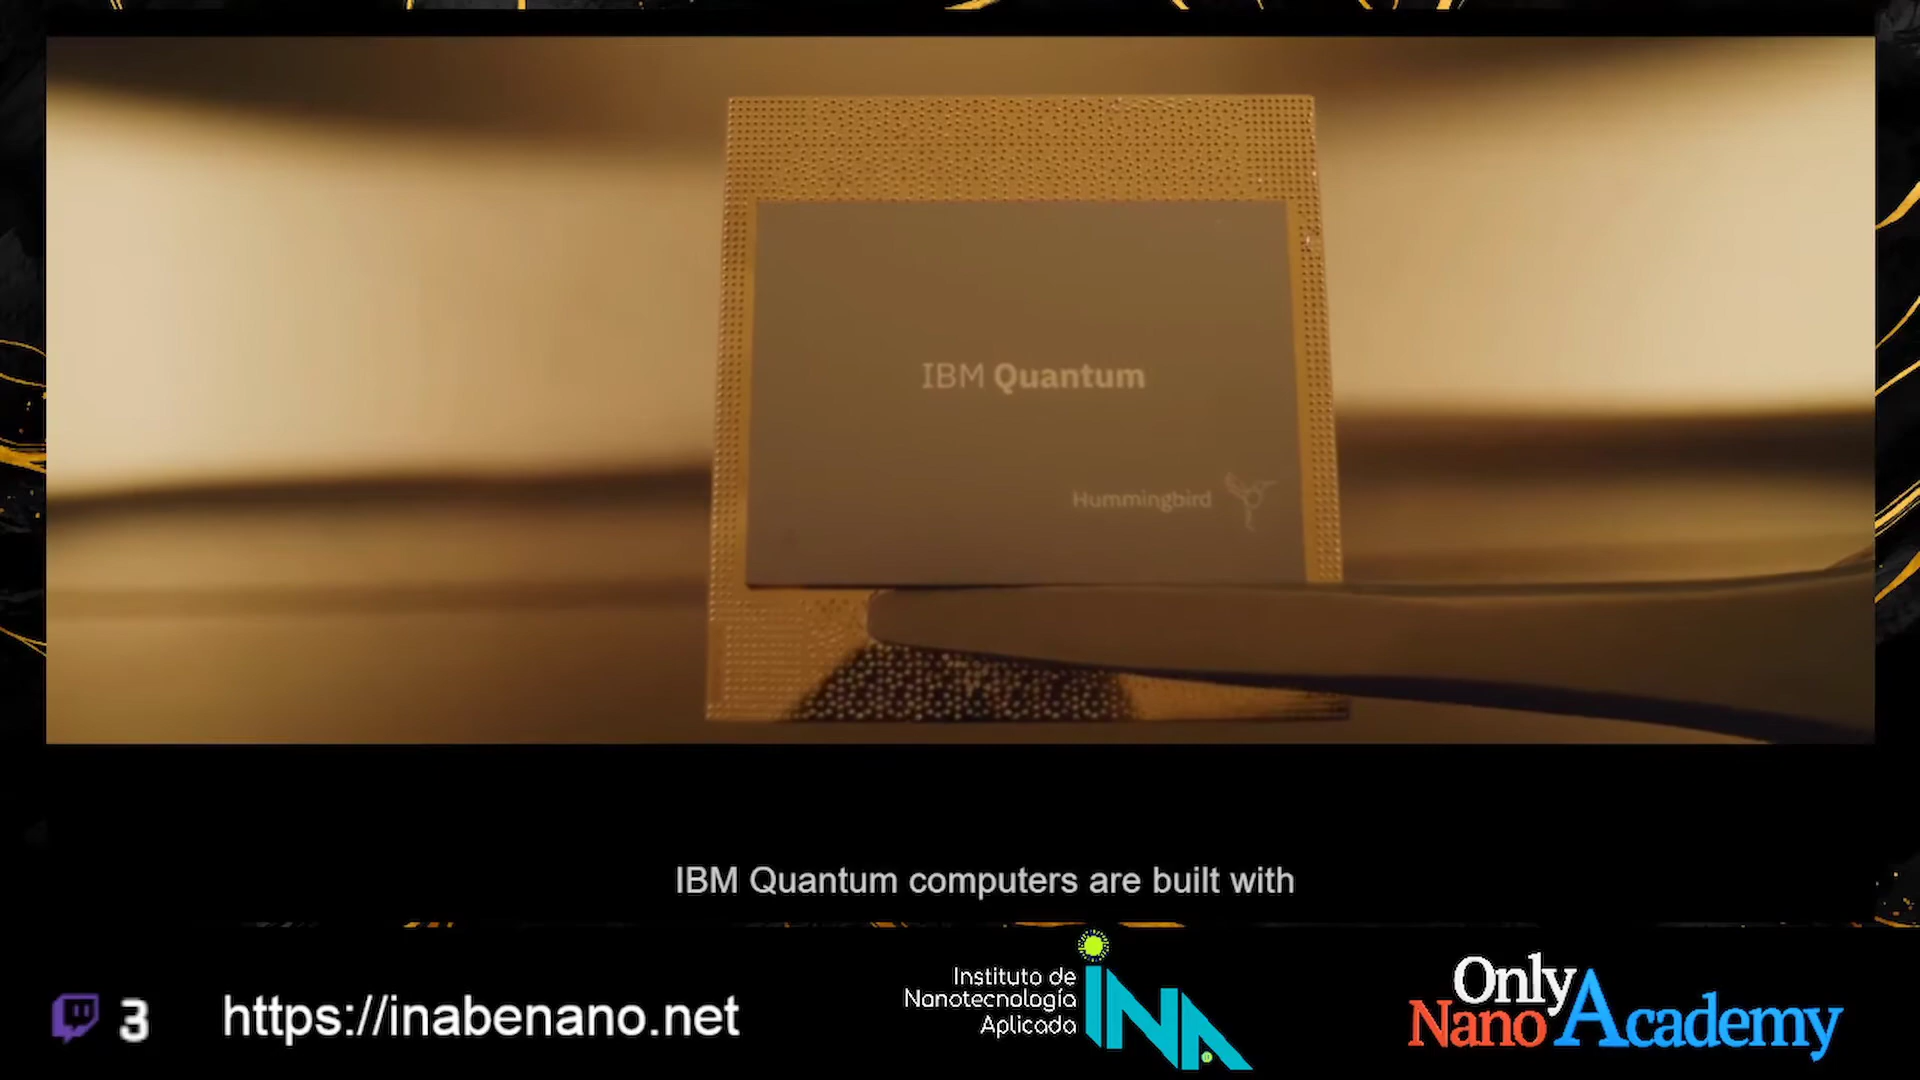 IBM Quantum
Hummingbird
IBM Quantum computers are built with
3
https://inabenano.net
Instituto de
Nanotecnología
Aplicada
iNA
Only
Nano Academy